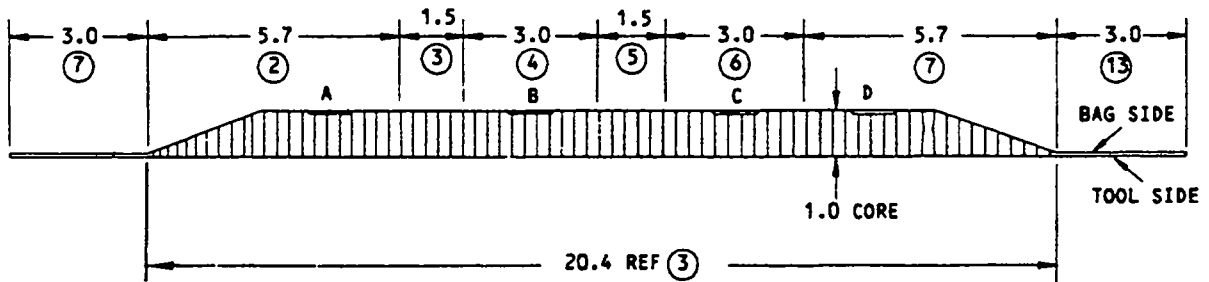 1.5 1.5
3.0 5.7 3.0 3.0 5.7 3.0
7 2 3 4 5 6 7 13
A B C D
BAG SIDE
TOOL SIDE
1.0 CORE
20.4 REF 3